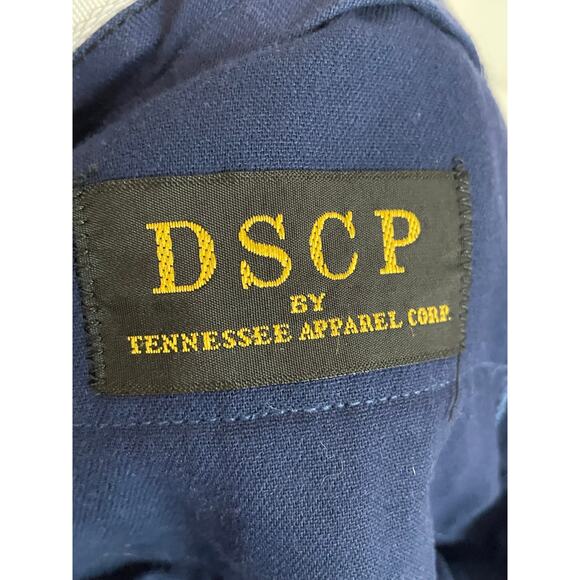 DSCP
BY
TENNESSEE APPAREL CORP.